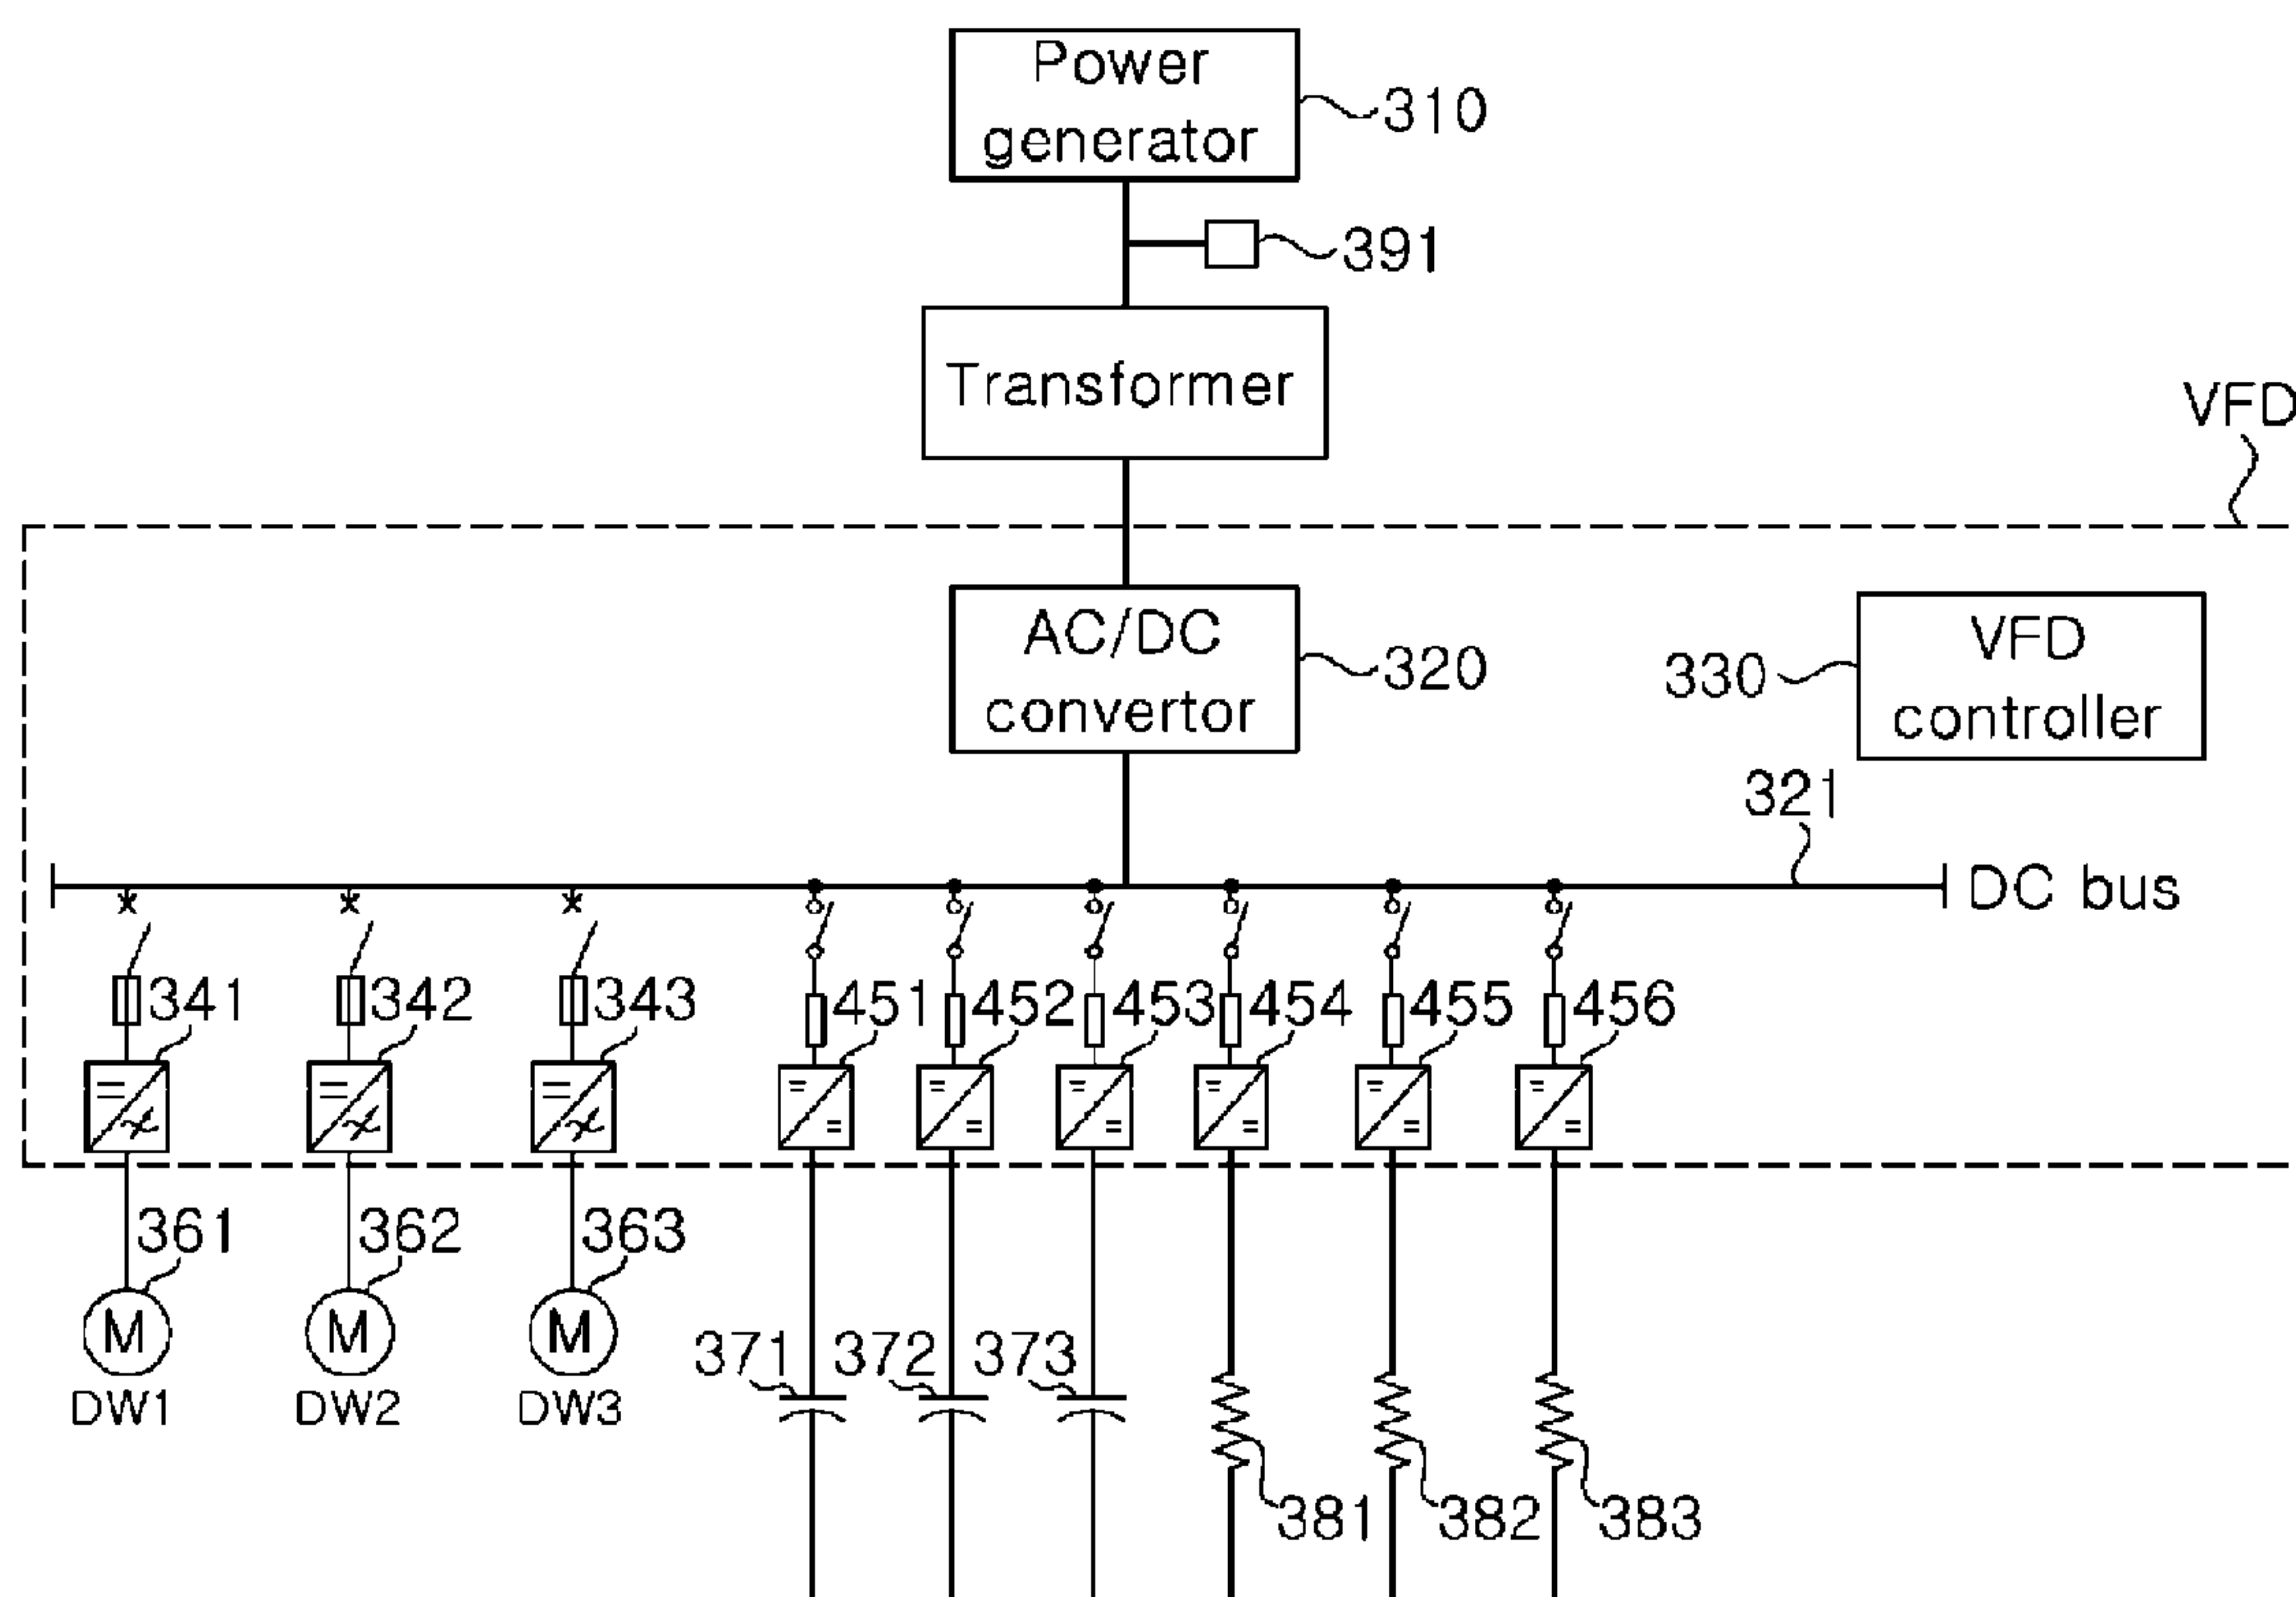 Power
generator
310
391
Transformer
VFD
AC/DC
convertor
320
330
VFD
controller
321
DC bus
341 342 343 451 452 453 454 455 456
361 362 363
M M M
371 372 373
DW1 DW2 DW3
381 382 383